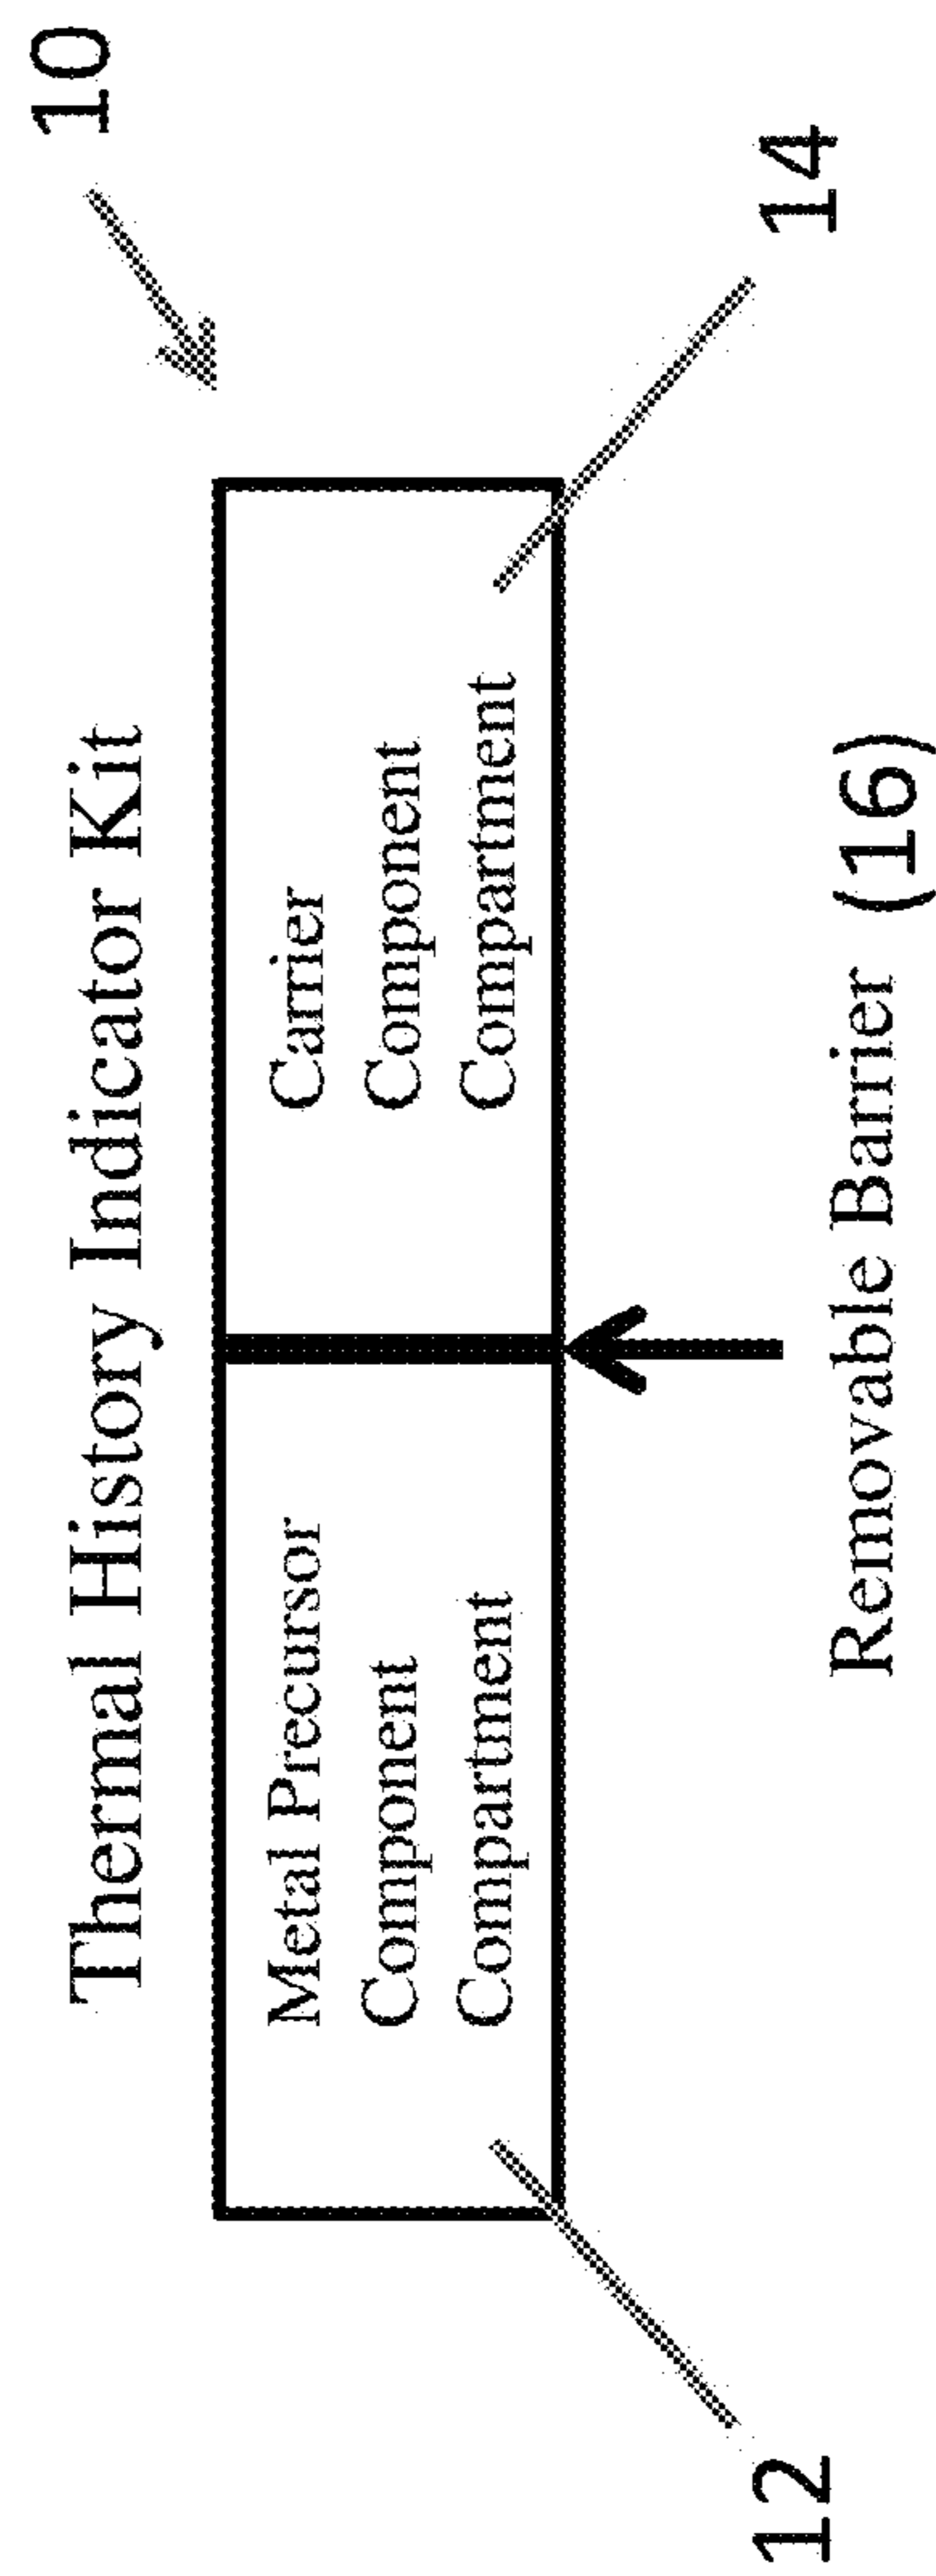 10
Thermal History Indicator Kit
Metal Precursor
Component
Compartment
Carrier
Component
Compartment
12
14
Removable Barrier (16)